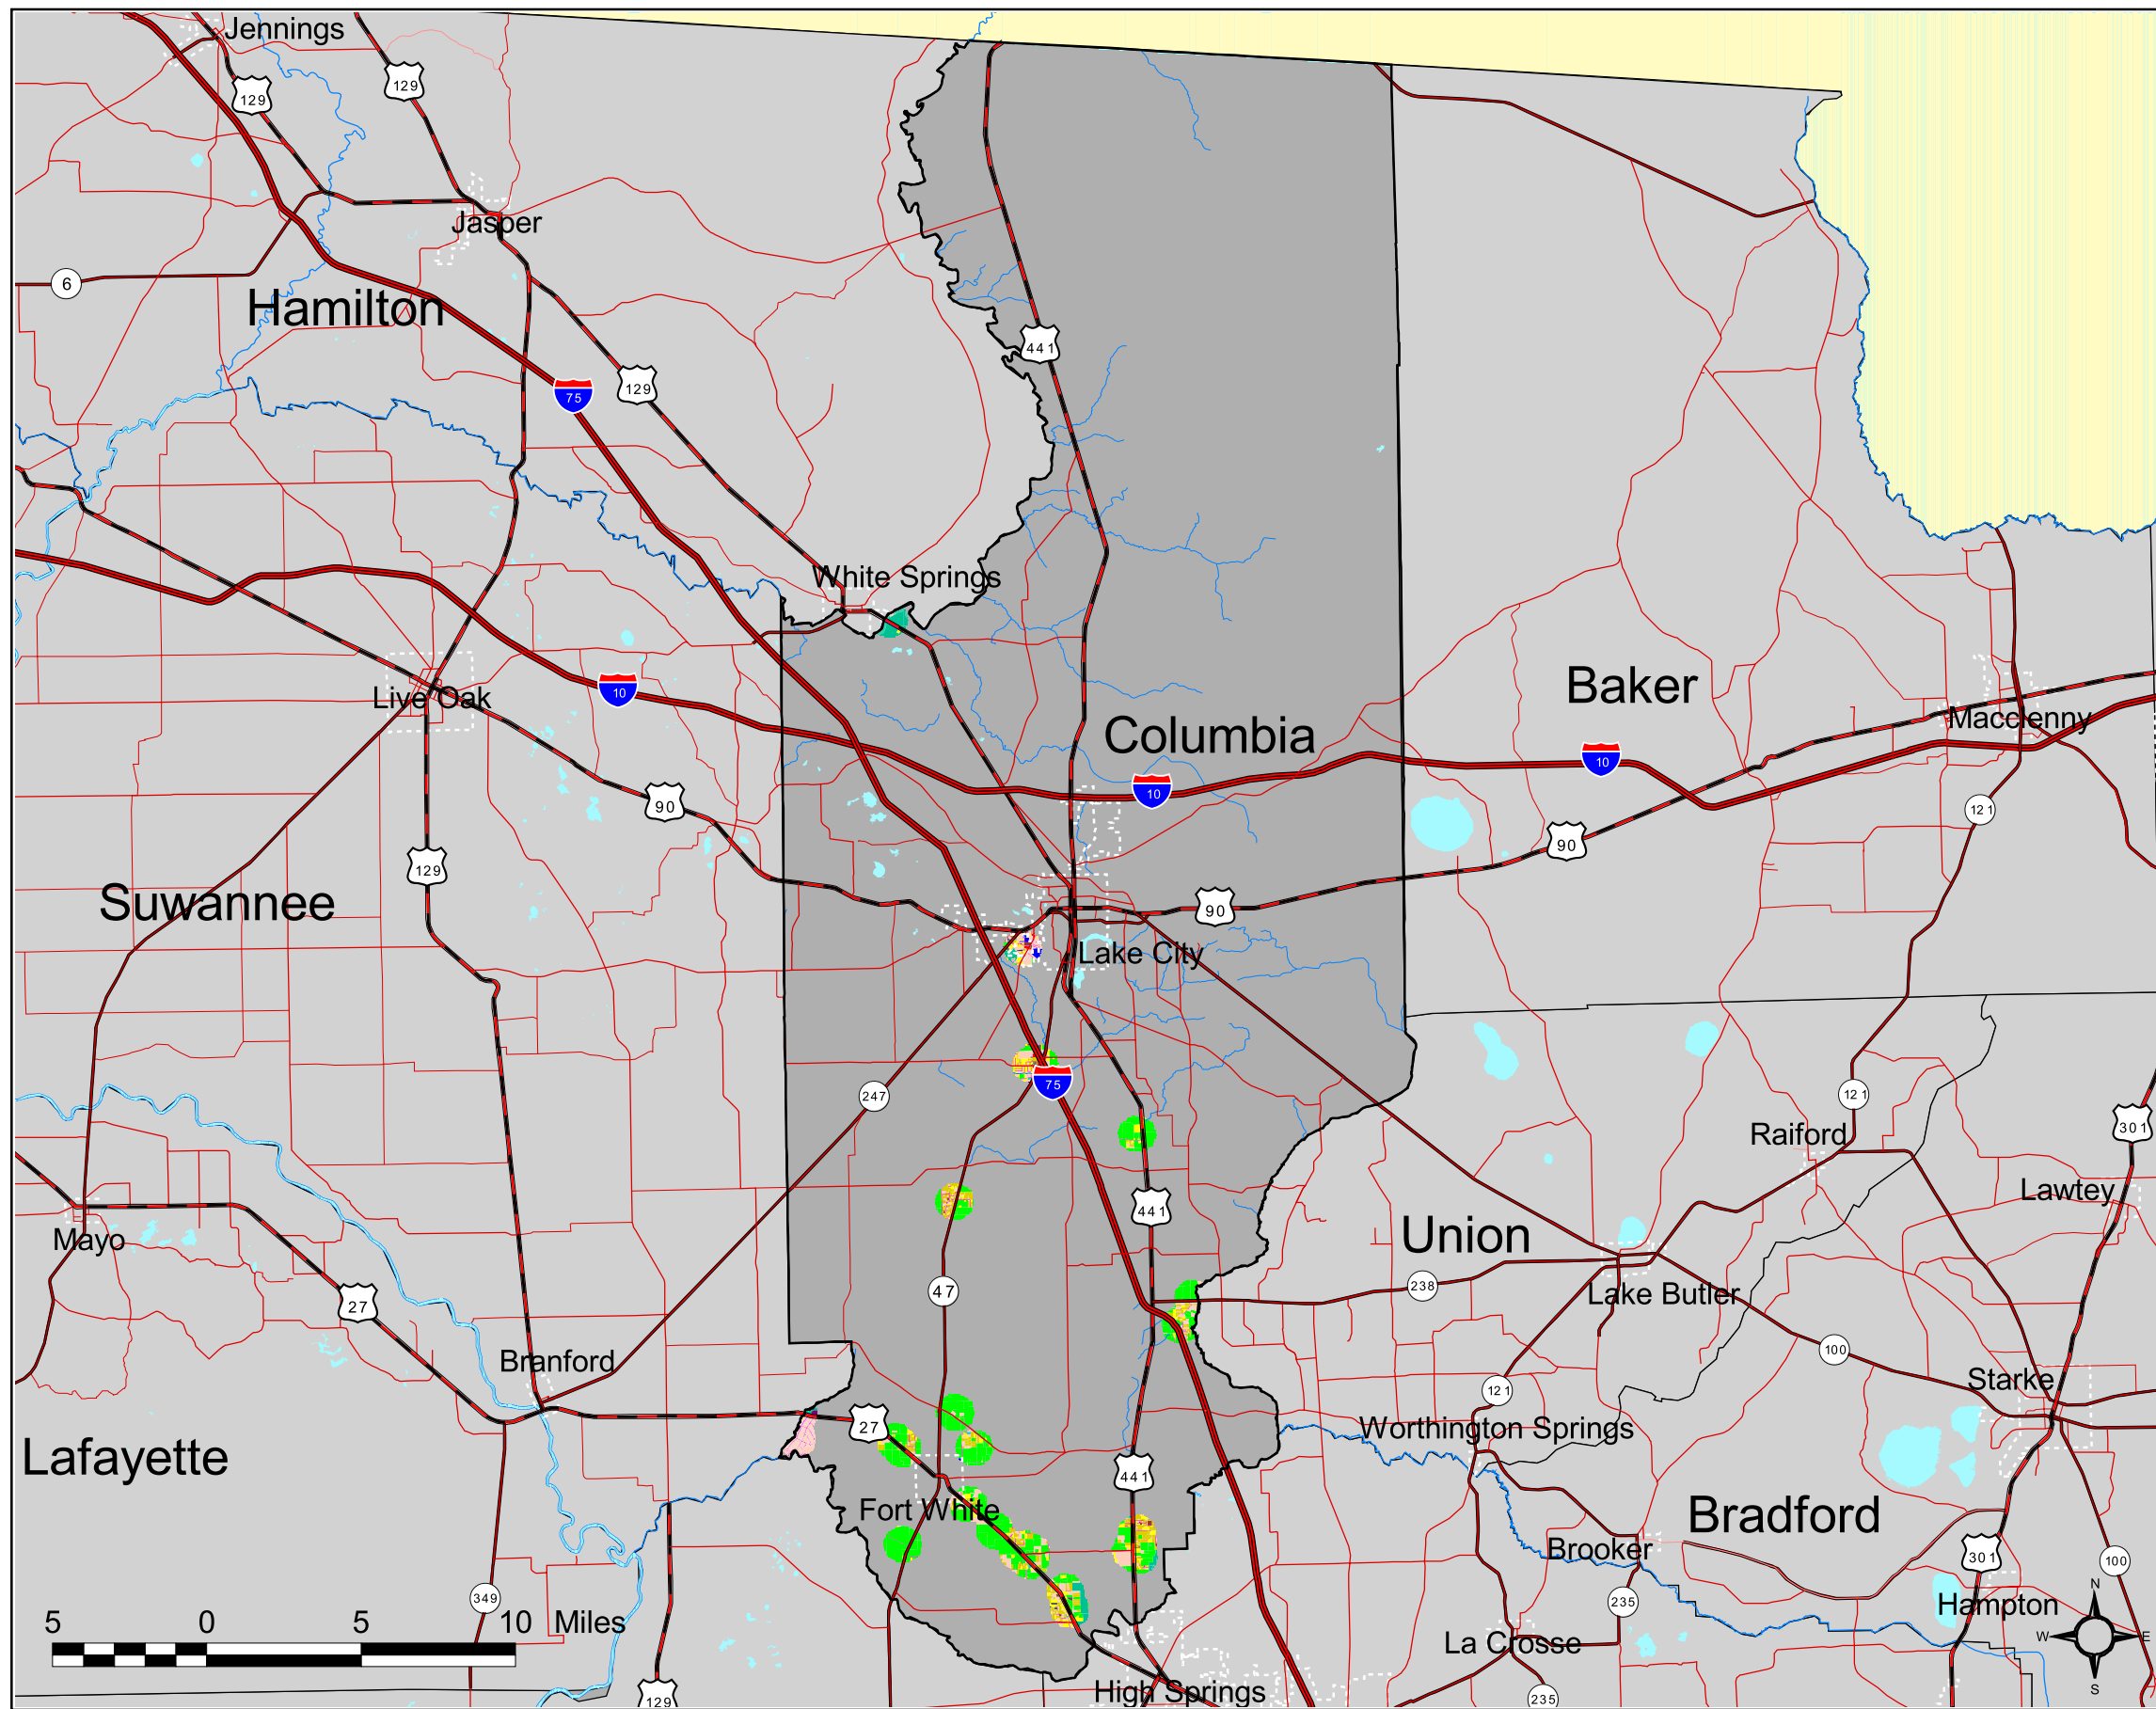 Jennings
129
129
Jasper
6
Hamilton
441
75
129
White Springs
Live Oak
10
Baker
Columbia
Macclenny
10
10
90
121
90
129
Suwannee
90
Lake City
75
247
121
301
Raiford
Lawtey
441
Mayo
Union
47
238
Lake Butler
27
100
Branford
Starke
121
27
Worthington Springs
Lafayette
441
Fort White
Bradford
Brooker
301
100
349
235
N
W E
S
Hampton
5 0 5 10 Miles
La Crosse
High Springs
129
235